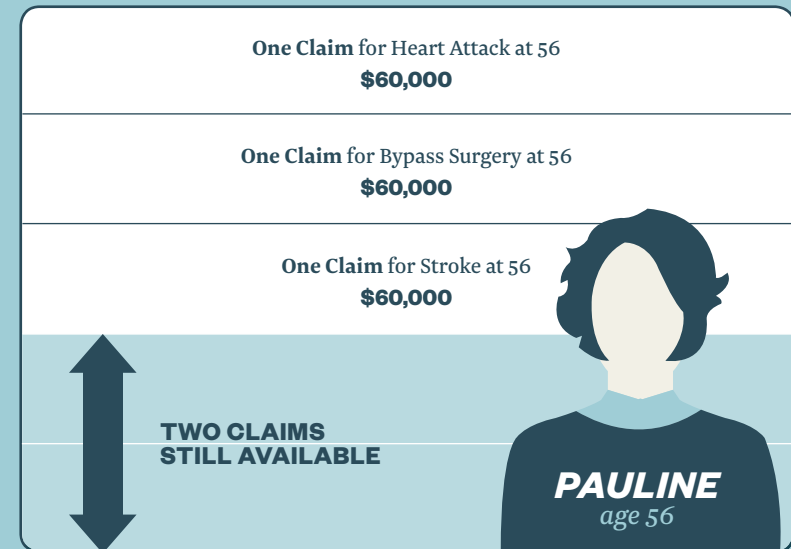 One Claim for Heart Attack at 56
$60,000
One Claim for Bypass Surgery at 56
$60,000
One Claim for Stroke at 56
$60,000
TWO CLAIMS
STILL AVAILABLE
PAULINE
age 56